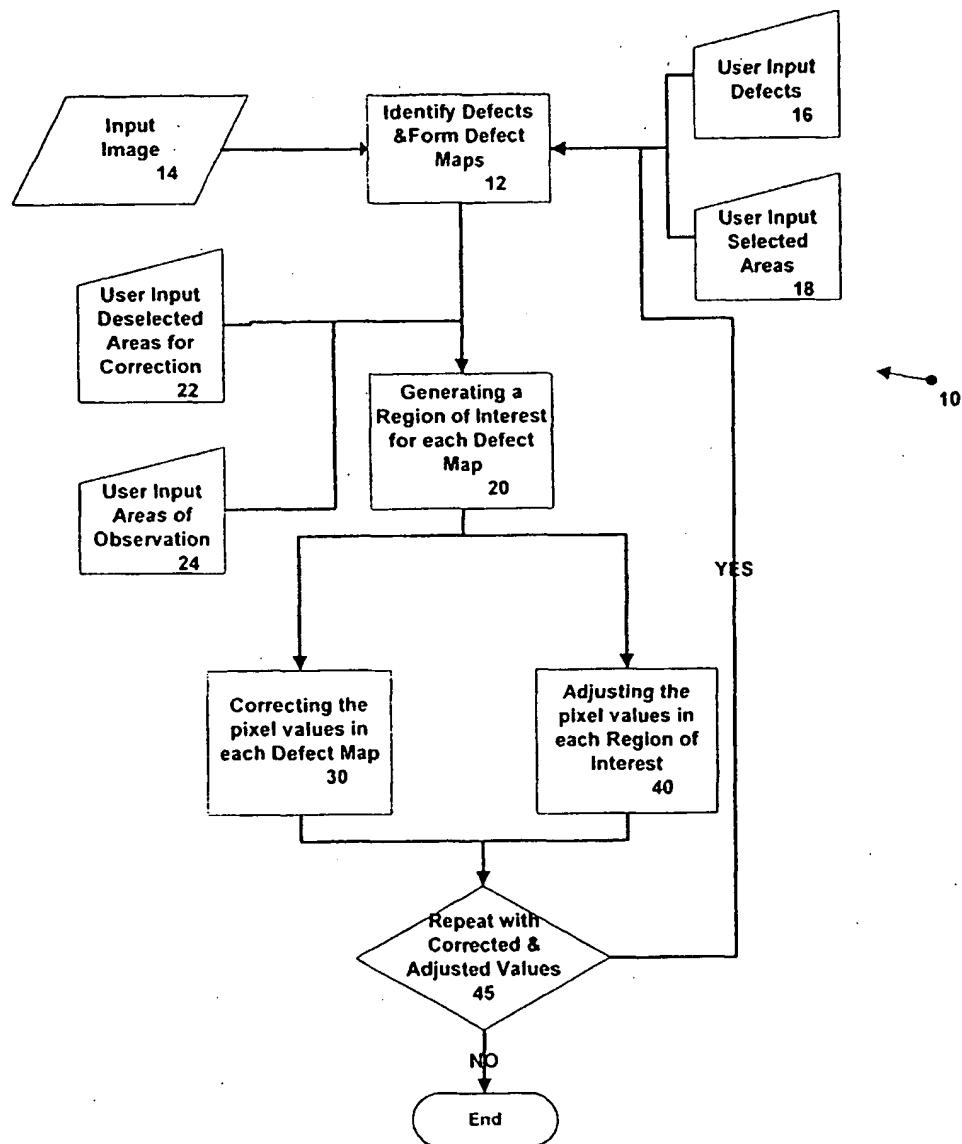 Input
Image
14
Identify Defects
&Form Defect
Maps
12
User Input
Defects
16
User Input
Selected
Areas
18
User Input
Deselected
Areas for
Correction
22
Generating a
Region of Interest
for each Defect
Map
20
10
User Input
Areas of
Observation
24
YES
Correcting the
pixel values in
each Defect Map
30
Adjusting the
pixel values in
each Region of
Interest
40
Repeat with
Corrected &
Adjusted Values
45
NO
End